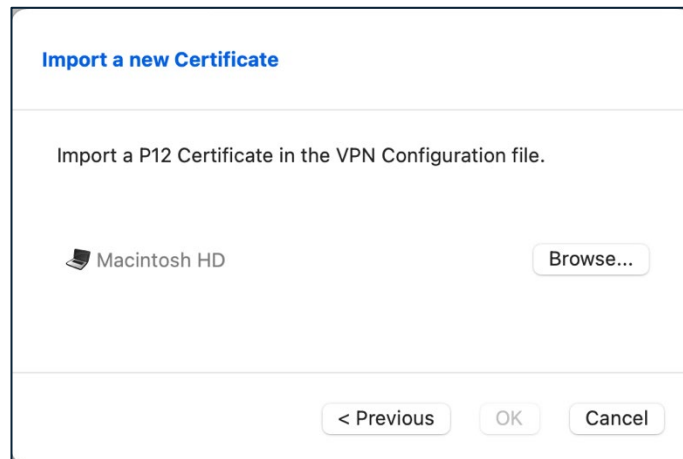 Import a new Certificate
Import a P12 Certificate in the VPN Configuration file.
Macintosh HD
Browse...
< Previous
OK
Cancel